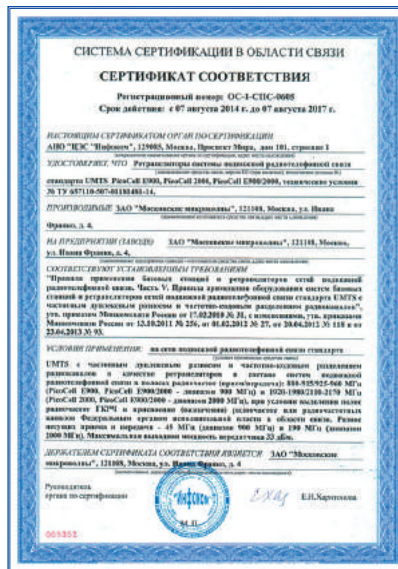 СИСТЕМА СЕРТИФИКАЦИИ В ОБЛАСТИ СВЯЗИ
СЕРТИФИКАТ СООТВЕТСТВИЯ
Регистрационный номер: ОС-1-СПС-0605
Срок действия: с 07 августа 2014 г. до 07 августа 2017 г.
НАСТОЯЩИМ СЕРТИФИКАТОМ ОРГАН ПО СЕРТИФИКАЦИИ
АНО "ЦЭС "Инфоком", 129085, Москва, Проспект Мира, дом 101, строение 1
УДОСТОВЕРЯЕТ, ЧТО Ретрансляторы системы подвижной радиотелефонной связи
стандарта UMTS PicoCell E900, PicoCell 2000, PicoCell E900/2000, технические условия
№ ТУ 657110-507-01181481-14,
ПРОИЗВОДИМЫЕ ЗАО "Московские микроволны", 121108, Москва, ул. Ивана
Франко, д. 4,
НА ПРЕДПРИЯТИИ (ЗАВОДЕ) ЗАО "Московские микроволны", 121108, Москва,
ул. Ивана Франко, д. 4,
СООТВЕТСТВУЮТ УСТАНОВЛЕННЫМ ТРЕБОВАНИЯМ
"Правила применения базовых станций и ретрансляторов сетей подвижной
радиотелефонной связи. Часть V. Правила применения оборудования систем базовых
станций и ретрансляторов сетей подвижной радиотелефонной связи стандарта UMTS с
частотным дуплексным разносом и частотно-кодовым разделением радиоканалов",
утв. приказом Минкомсвязи России от 17.02.2010 № 31, с изменениями, утв. приказами
Минкомсвязи России от 13.10.2011 № 256, от 01.02.2012 № 27, от 20.04.2012 № 118 и от
23.04.2013 № 93.
УСЛОВИЯ ПРИМЕНЕНИЯ: на сети подвижной радиотелефонной связи стандарта
UMTS с частотным дуплексным разносом и частотно-кодовым разделением
радиоканалов в качестве ретрансляторов в составе систем подвижной
радиотелефонной связи в полосах радиочастот (прием/передача): 880-915/925-960 МГц
(PicoCell E900, PicoCell E900/2000 - диапазон 900 МГц) и 1920-1980/2110-2170 МГц
(PicoCell 2000, PicoCell E900/2000 - диапазон 2000 МГц), при условии выделения полос
радиочастот ГКРЧ и присвоения (назначения) радиочастот или радиочастотных
каналов Федеральным органом исполнительной власти в области связи. Разнос
несущих приема и передачи - 45 МГц (диапазон 900 МГц) и 190 МГц (диапазон
2000 МГц). Максимальная выходная мощность передатчика 33 дБм.
ДЕРЖАТЕЛЕМ СЕРТИФИКАТА СООТВЕТСТВИЯ ЯВЛЯЕТСЯ ЗАО "Московские
микроволны", 121108, Москва, ул. Ивана Франко, д. 4
Руководитель
органа по сертификации
"Инфоком"
Е.Н.Харитонова
М.П.